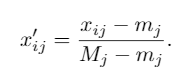 x'_{ij} = \frac{x_{ij} - m_j}{M_j - m_j}.